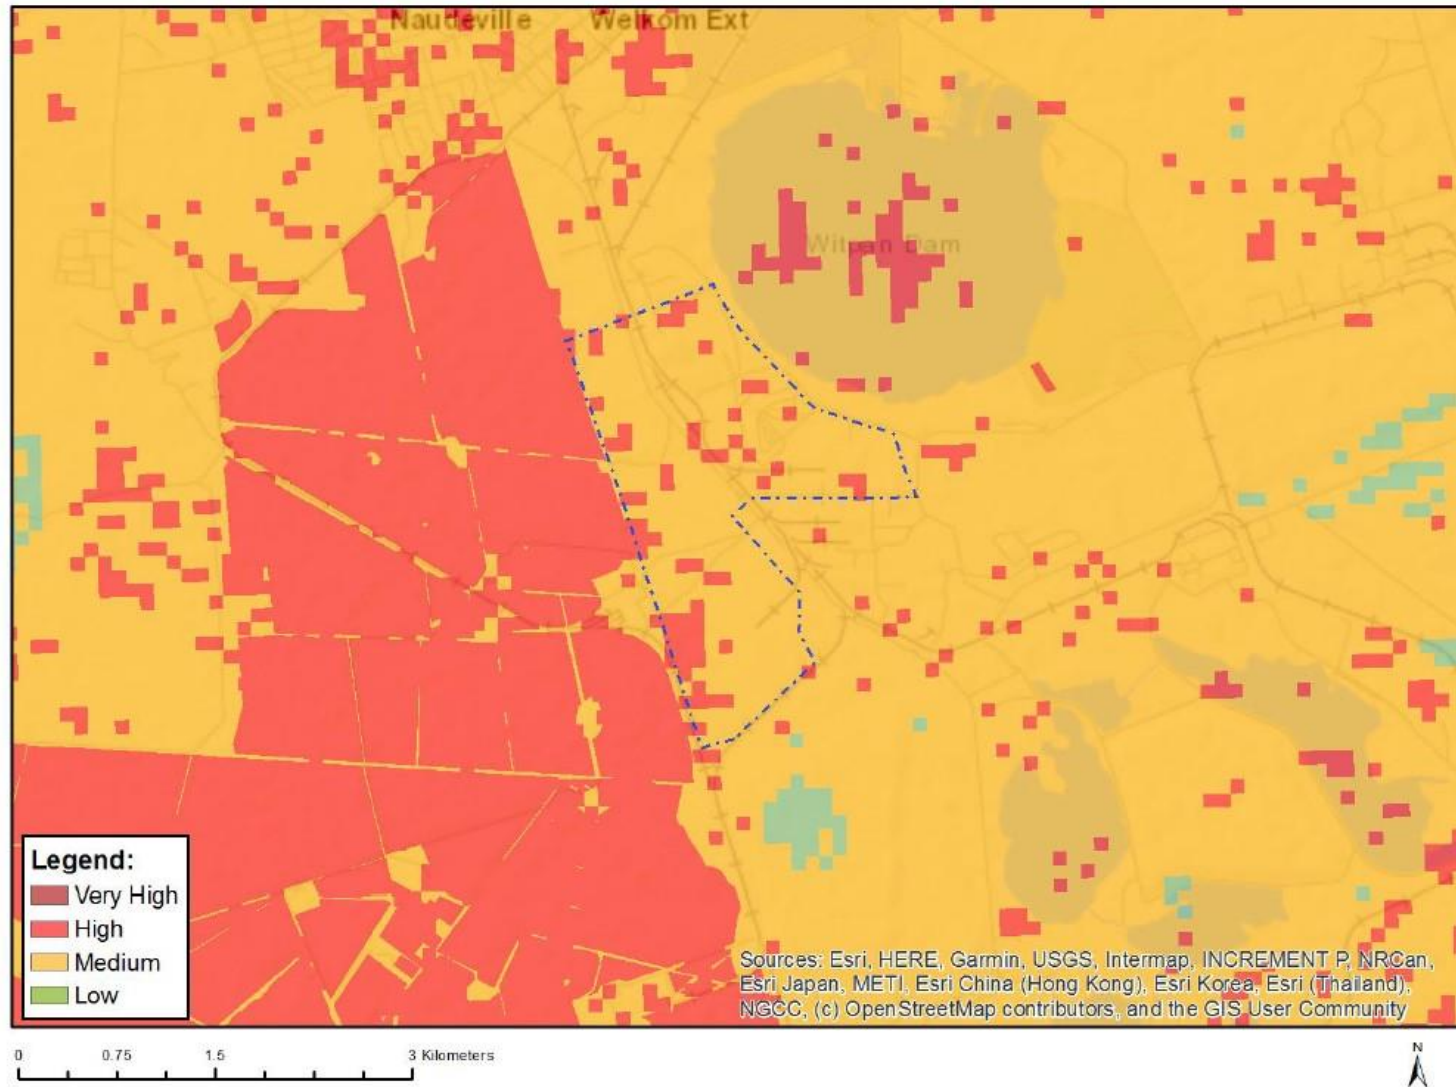 Naudeville Welkom Ext
Witpan Dam
Legend:
Very High
High
Medium
Low
Sources: Esri, HERE, Garmin, USGS, Intermap, INCREMENT P, NRCan,
Esri Japan, METI, Esri China (Hong Kong), Esri Korea, Esri (Thailand),
NGCC, (c) OpenStreetMap contributors, and the GIS User Community
0 0.75 1.5 3 Kilometers
N